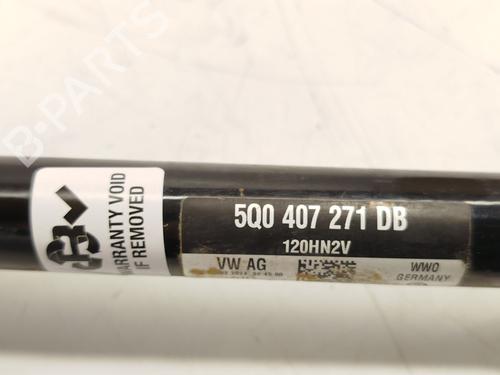 B-PARTS
WARRANTY VOID
IF REMOVED
5Q0 407 271 DB
120HN2V
VW AG
WWO
GERMANY